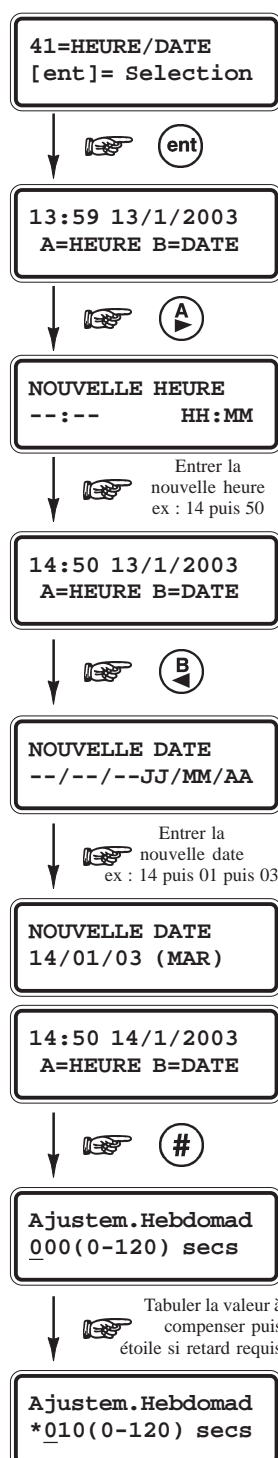 41=HEURE/DATE
[ent]= Selection
ent
13:59 13/1/2003
A=HEURE B=DATE
A
NOUVELLE HEURE
--:-- HH:MM
Entrer la
nouvelle heure
ex : 14 puis 50
14:50 13/1/2003
A=HEURE B=DATE
B
NOUVELLE DATE
--/--/--JJ/MM/AA
Entrer la
nouvelle date
ex : 14 puis 01 puis 03
NOUVELLE DATE
14/01/03 (MAR)
14:50 14/1/2003
A=HEURE B=DATE
#
Ajustem.Hebdomad
000(0-120) secs
Tabuler la valeur à
compenser puis
étoile si retard requis
Ajustem.Hebdomad
*010(0-120) secs